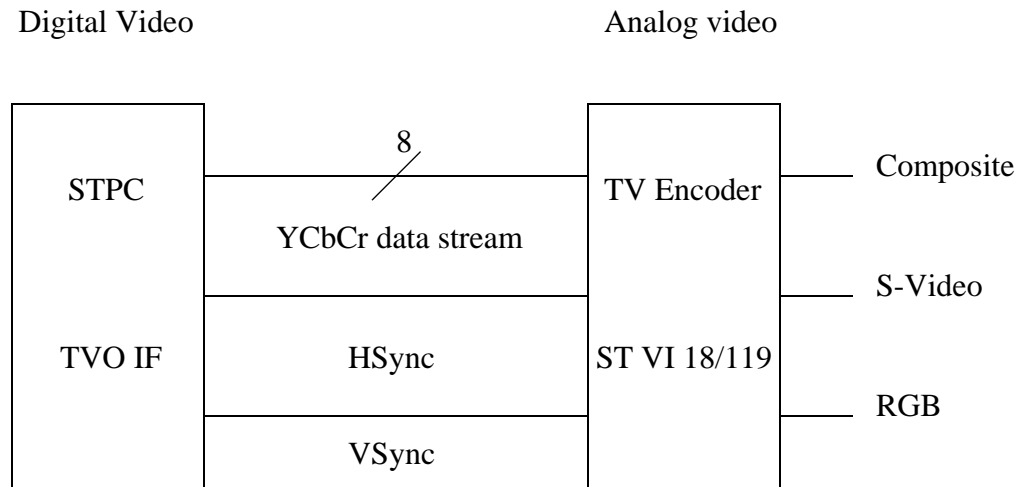 Digital Video
Analog video
8
STPC
TV Encoder
Composite
YCbCr data stream
S-Video
TVO IF
HSync
ST VI 18/119
RGB
VSync